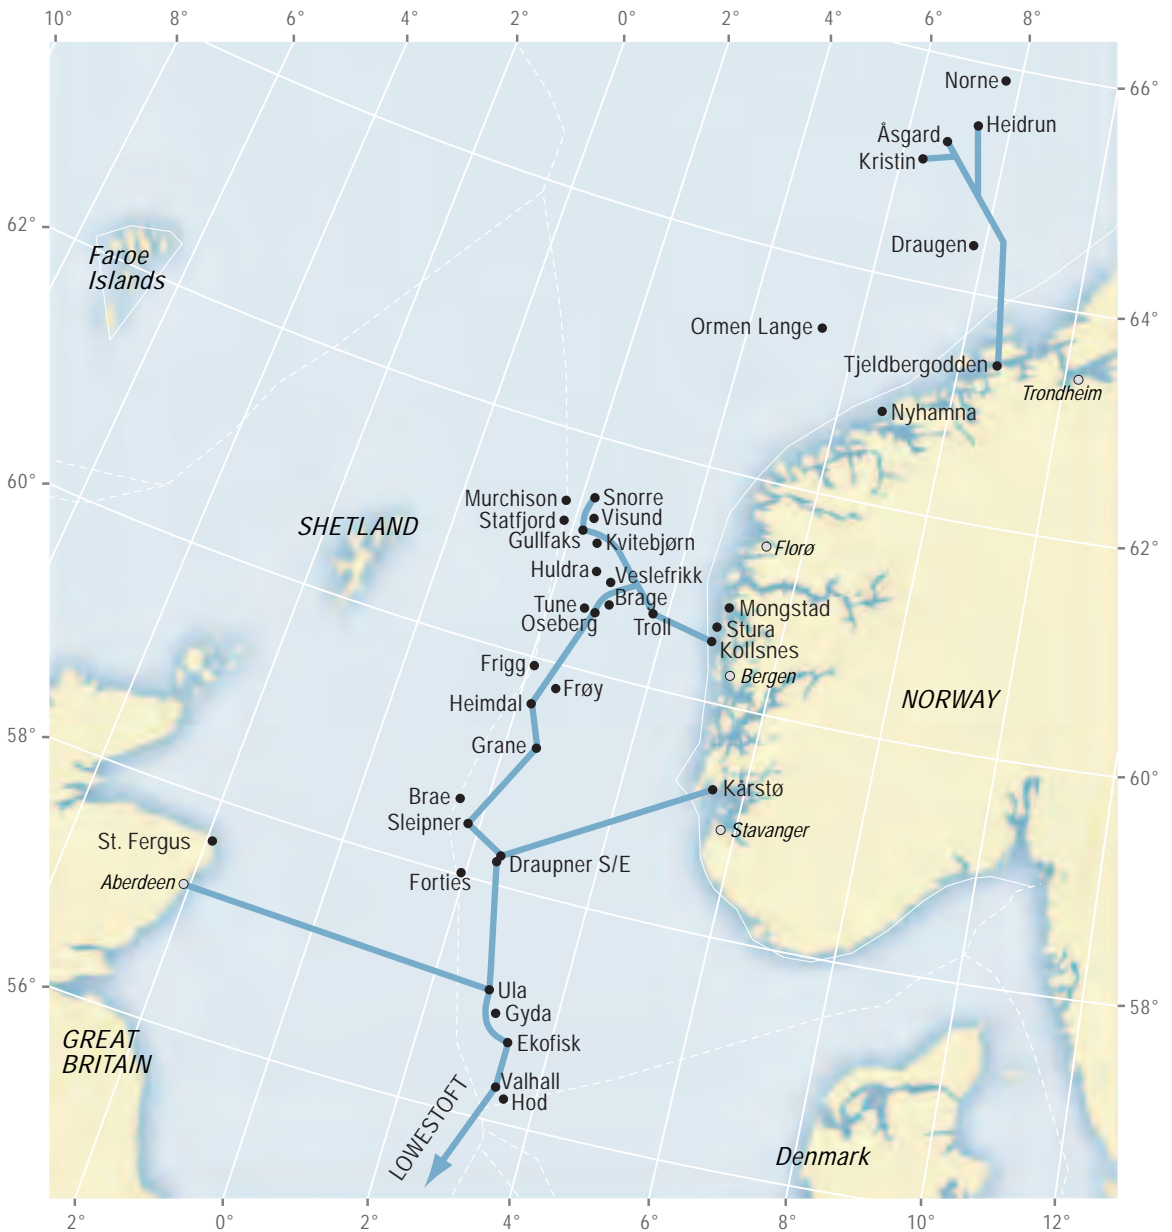 10° 8° 6° 4° 2° 0° 2° 4° 6° 8°
Norne
66°
Heidrun
Åsgard
Kristin
62°
Draugen
Faroe
Islands
64°
Ormen Lange
Tjeldbergodden
Trondheim
Nyhamna
60°
Murchison
Snorre
Statfjord
Visund
SHETLAND
Gullfaks
Kvitebjørn
Florø
62°
Huldra
Veslefrikk
Tune
Brage
Oseberg
Troll
Mongstad
Stura
Kollsnes
Frigg
Bergen
Frøy
Heimdal
NORWAY
58°
Grane
60°
Kårstø
Brae
Sleipner
Stavanger
St. Fergus
Draupner S/E
Forties
Aberdeen
56°
Ula
58°
Gyda
GREAT
BRITAIN
Ekofisk
Valhall
Hod
LOWESTOFT
Denmark
2° 0° 2° 4° 6° 8° 10° 12°